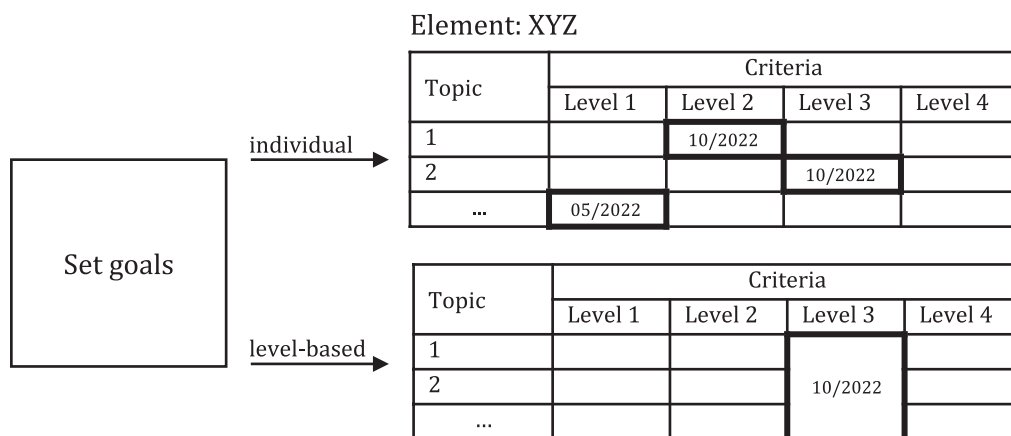 Element: XYZ
Topic
Criteria
Level 1 Level 2 Level 3 Level 4
1 10/2022
2 10/2022
... 05/2022
individual
Set goals
level-based
Topic
Criteria
Level 1 Level 2 Level 3 Level 4
1
2 10/2022
...